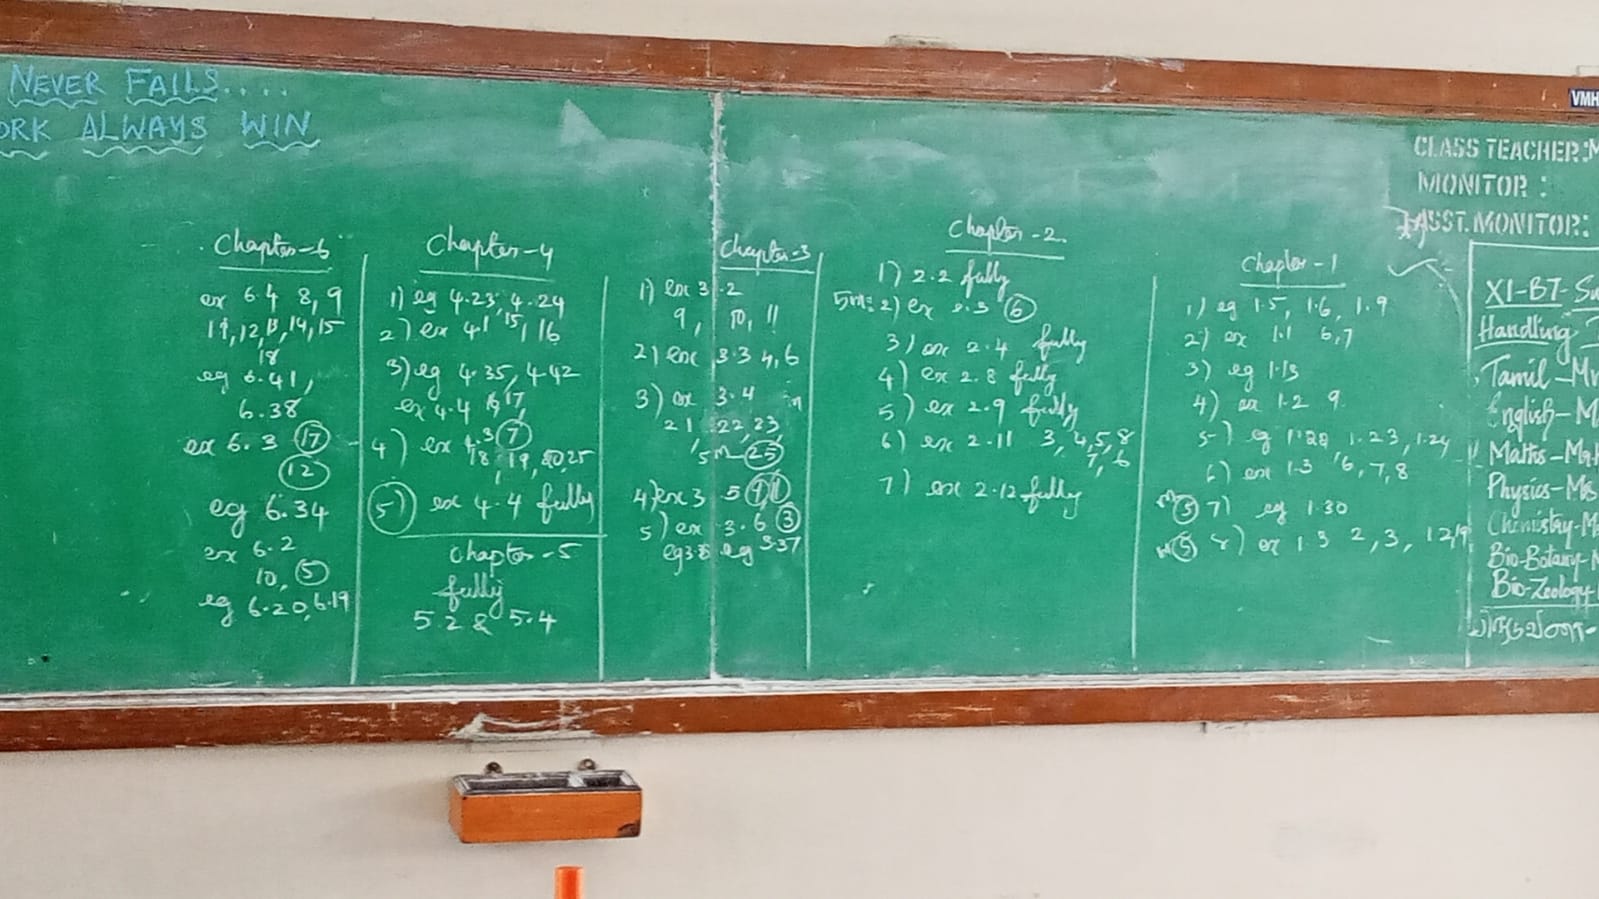 NEVER FAILS....
ORK ALWAYS WIN
VMH
CLASS TEACHER: M
MONITOR :
ASST. MONITOR:
Chapter-6
ex 6.4 8, 9
11, 12, 13, 14, 15
18
eg 6.41,
6.38
ex 6.3 17
12
eg 6.34
ex 6.2
10, 5
eg 6.20, 6.19
Chapter-4
1) eg 4.23, 4.24
2) ex 4.1 15, 16
3) eg 4.35, 4.42
ex 4.4 17,
4) ex 4.3 7
18, 19, 20, 25
5) ex 4.4 fully
Chapter-5
fully
5.2 & 5.4
Chapter-3
1) ex 3.2
9, 10, 11
2) ex 3.3 4, 6
3) ex 3.4
21 22, 23,
5m 25
4) ex 3.5 11
5) ex 3.6 3
eg 3.8 eg 3.37
Chapter-2
1) 2.2 fully
5m 2) ex 2.3 6
3) ex 2.4 fully
4) ex 2.8 fully
5) ex 2.9 fully
6) ex 2.11 3, 4, 5, 8
7, 6
7) ex 2.12 fully
Chapter-1
1) eg 1.5, 1.6, 1.9
2) ex 1.1 6, 7
3) eg 1.13
4) ex 1.2 9
5) eg 1.22 1.23, 1.24
6) ex 1.3 6, 7, 8
5 7) eg 1.30
5 8) ex 1.3 2, 3, 12, 19
XI-B7-Su
Handling
Tamil-Mr
English-M
Maths-M
Physics-Ms
Chemistry-M
Bio-Botany-M
Bio-Zoology-